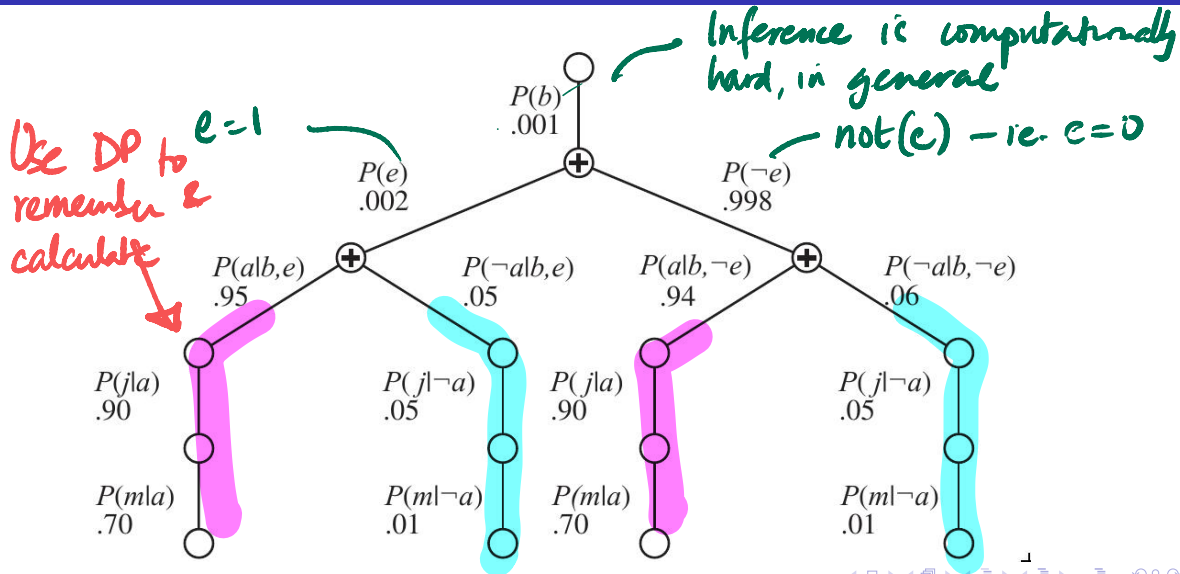 Inference is computationally
hard, in general
P(b)
.001
e=1
not(e) - ie. e=0
Use DP to
remember &
calculate
P(e)
.002
P(¬e)
.998
P(a|b,e)
.95
P(¬a|b,e)
.05
P(a|b,¬e)
.94
P(¬a|b,¬e)
.06
P(j|a)
.90
P(j|¬a)
.05
P(j|a)
.90
P(j|¬a)
.05
P(m|a)
.70
P(m|¬a)
.01
P(m|a)
.70
P(m|¬a)
.01